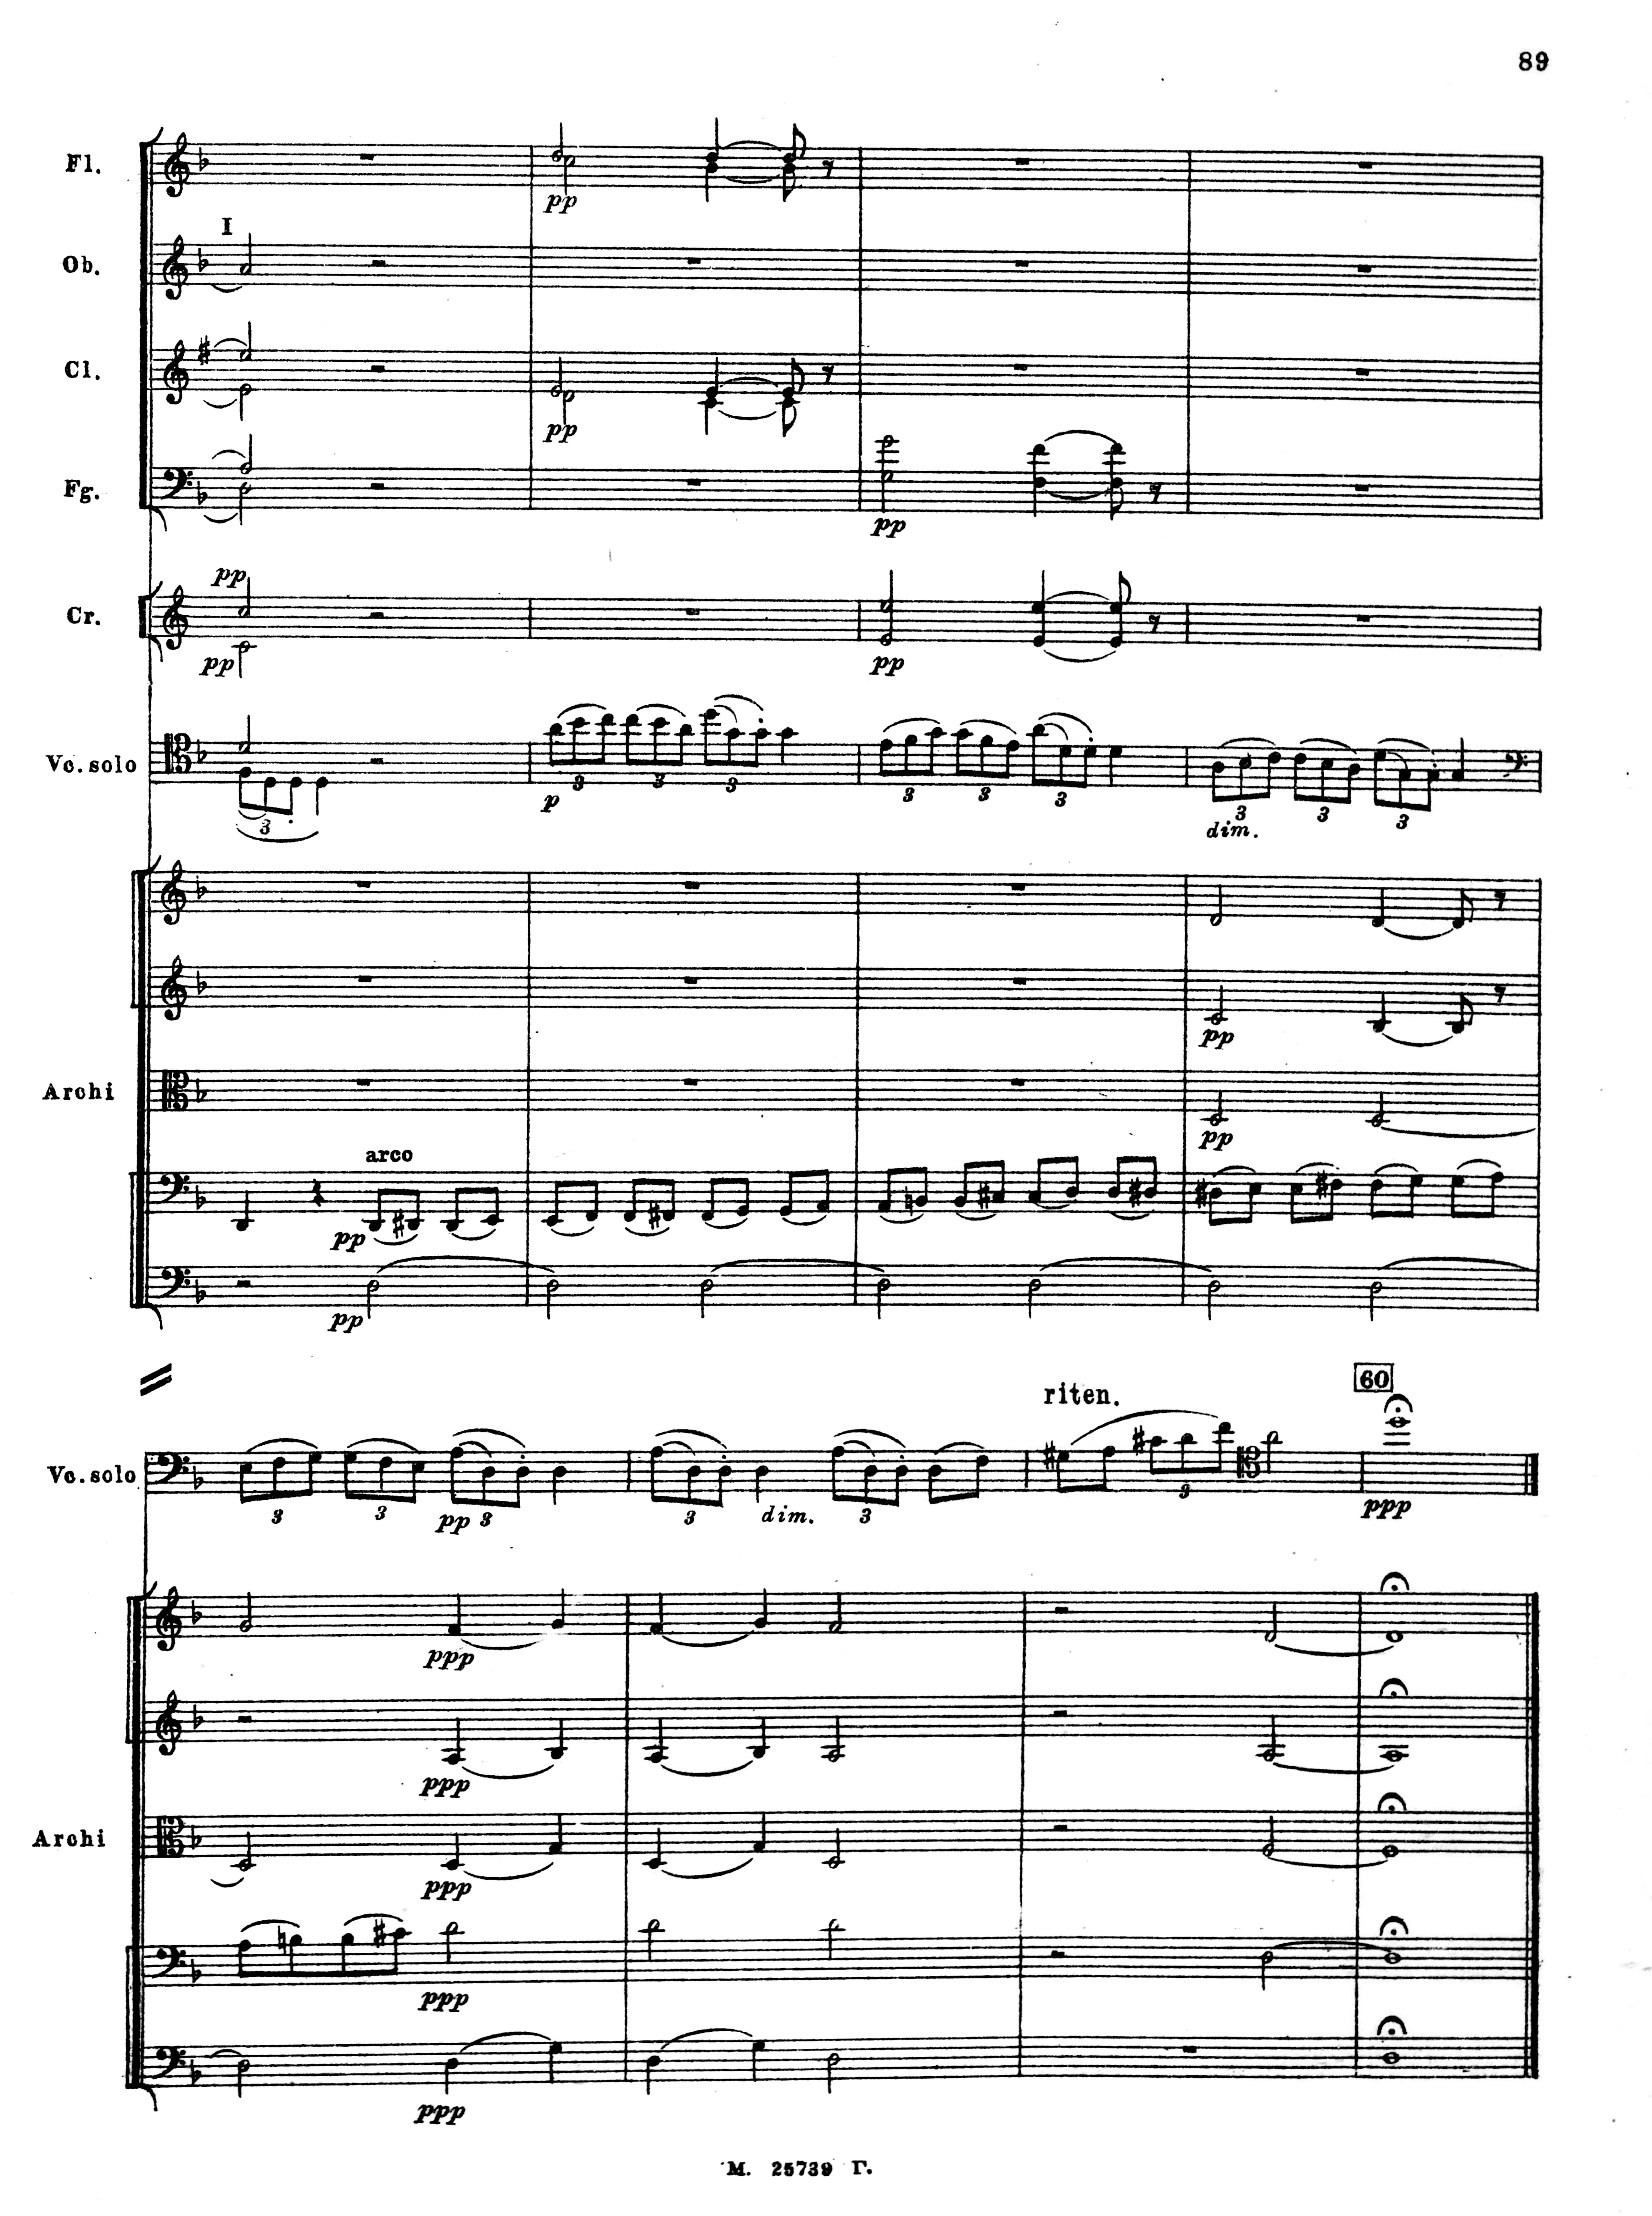 89
Fl.
pp
I
Ob.
Cl.
pp
Fg.
pp
pp
Cr.
pp
pp
Vc. solo
3
3
3
3
3
3
3
3
3
3
p
dim.
pp
Archi
pp
arco
pp
pp
60
riten.
Vc. solo
3
3
pp 3
3
dim.
3
3
ppp
ppp
ppp
Archi
ppp
ppp
ppp
М. 25739 Г.